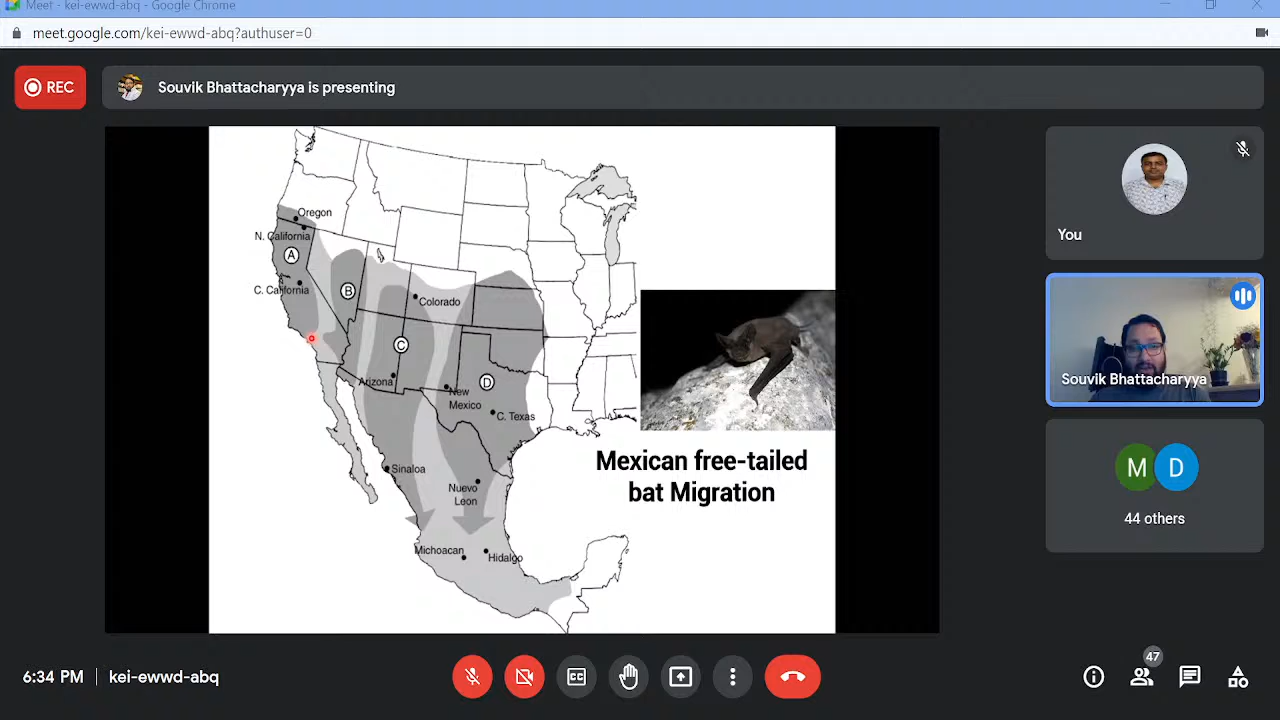 Meet - kei-ewwd-abq - Google Chrome
meet.google.com/kei-ewwd-abq?authuser=0
REC
Souvik Bhattacharyya is presenting
Oregon
N. California
A
C. California
B
Colorado
C
Arizona
D
New
Mexico
C. Texas
Sinaloa
Nuevo
Leon
Michoacan
Hidalgo
Mexican free-tailed
bat Migration
You
Souvik Bhattacharyya
M
D
44 others
6:34 PM
kei-ewwd-abq
CC
47